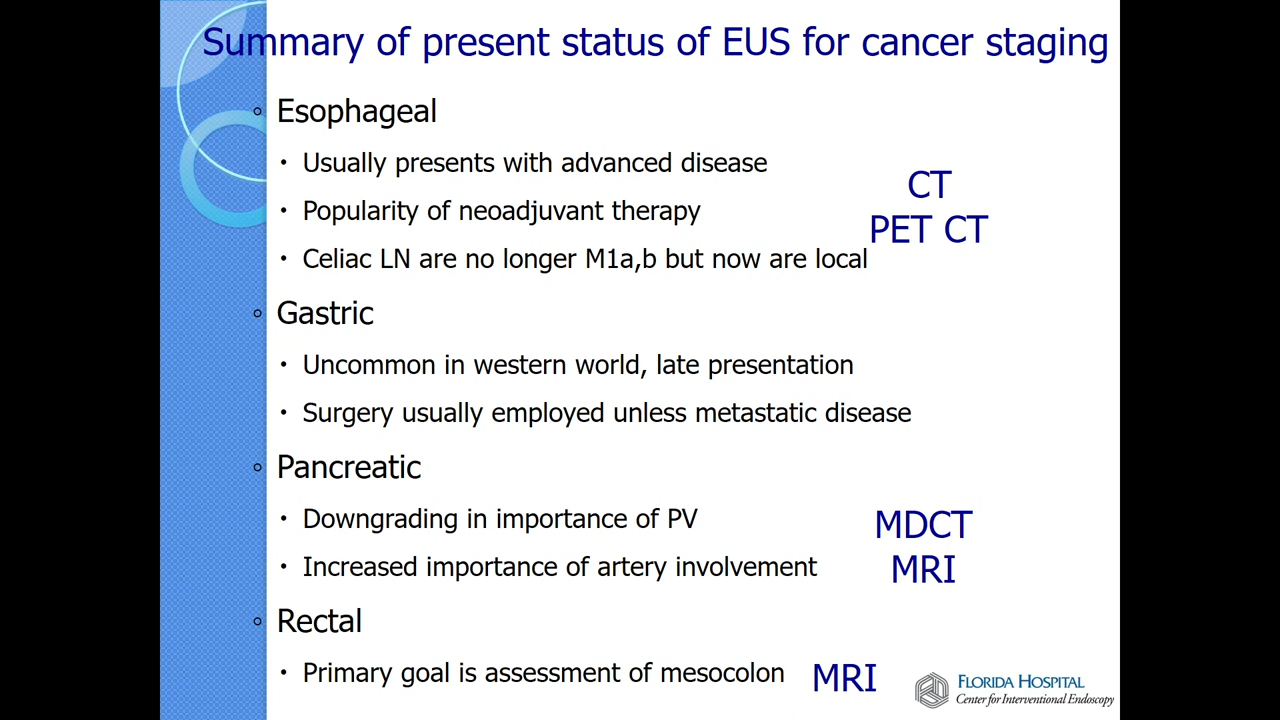 Summary of present status of EUS for cancer staging
Esophageal
Usually presents with advanced disease
Popularity of neoadjuvant therapy
Celiac LN are no longer M1a,b but now are local
CT
PET CT
Gastric
Uncommon in western world, late presentation
Surgery usually employed unless metastatic disease
Pancreatic
Downgrading in importance of PV
Increased importance of artery involvement
MDCT
MRI
Rectal
Primary goal is assessment of mesocolon
MRI
FLORIDA HOSPITAL
Center for Interventional Endoscopy